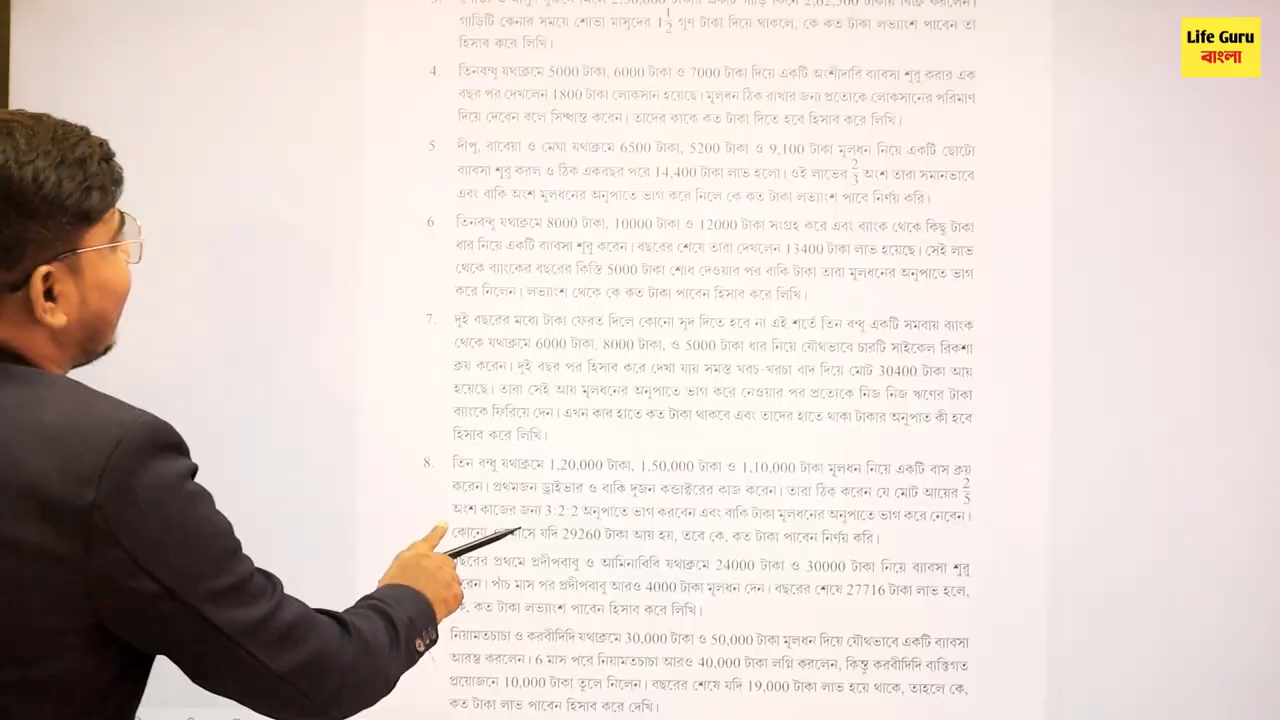 Life Guru
বাংলা
গাড়িটি কেনার সময়ে শোভা মাসুদের 1 1/2 গুণ টাকা দিয়ে থাকলে, কে কত টাকা লভ্যাংশ পাবেন তা
হিসাব করে লিখি।
4. তিনবন্ধু যথাক্রমে 5000 টাকা, 6000 টাকা ও 7000 টাকা দিয়ে একটি অংশীদারি ব্যাবসা শুরু করার এক
বছর পর দেখলেন 1800 টাকা লোকসান হয়েছে। মূলধন ঠিক রাখার জন্য প্রত্যেকে লোকসানের পরিমাণ
দিয়ে দেবেন বলে সিদ্ধান্ত করেন। তাদের কাকে কত টাকা দিতে হবে হিসাব করে লিখি।
5. দীপু, রাবেয়া ও মেঘা যথাক্রমে 6500 টাকা, 5200 টাকা ও 9,100 টাকা মূলধন নিয়ে একটি ছোটো
ব্যাবসা শুরু করল ও ঠিক একবছর পরে 14,400 টাকা লাভ হলো। ওই লাভের 2/3 অংশ তারা সমানভাবে
এবং বাকি অংশ মূলধনের অনুপাতে ভাগ করে নিলে কে কত টাকা লভ্যাংশ পাবে নির্ণয় করি।
6 তিনবন্ধু যথাক্রমে 8000 টাকা, 10000 টাকা ও 12000 টাকা সংগ্রহ করে এবং ব্যাংক থেকে কিছু টাকা
ধার নিয়ে একটি ব্যাবসা শুরু করেন। বছরের শেষে তারা দেখলেন 13400 টাকা লাভ হয়েছে। সেই লাভ
থেকে ব্যাংকের বছরের কিস্তি 5000 টাকা শোধ দেওয়ার পর বাকি টাকা তারা মূলধনের অনুপাতে ভাগ
করে নিলেন। লভ্যাংশ থেকে কে কত টাকা পাবেন হিসাব করে লিখি।
7. দুই বছরের মধ্যে টাকা ফেরত দিলে কোনো সুদ দিতে হবে না এই শর্তে তিন বন্ধু একটি সমবায় ব্যাংক
থেকে যথাক্রমে 6000 টাকা, 8000 টাকা, ও 5000 টাকা ধার নিয়ে যৌথভাবে চারটি সাইকেল রিকশা
ক্রয় করেন। দুই বছর পর হিসাব করে দেখা যায় সমস্ত খরচ-খরচা বাদ দিয়ে মোট 30400 টাকা আয়
হয়েছে। তারা সেই আয় মূলধনের অনুপাতে ভাগ করে নেওয়ার পর প্রত্যেকে নিজ নিজ ঋণের টাকা
ব্যাংকে ফিরিয়ে দেন। এখন কার হাতে কত টাকা থাকবে এবং তাদের হাতে থাকা টাকার অনুপাত কী হবে
হিসাব করে লিখি।
8. তিন বন্ধু যথাক্রমে 1,20,000 টাকা, 1,50,000 টাকা ও 1,10,000 টাকা মূলধন নিয়ে একটি বাস ক্রয়
করেন। প্রথমজন ড্রাইভার ও বাকি দুজন কন্ডাক্টরের কাজ করেন। তারা ঠিক করেন যে মোট আয়ের 2/5
অংশ কাজের জন্য 3:2:2 অনুপাতে ভাগ করবেন এবং বাকি টাকা মূলধনের অনুপাতে ভাগ করে নেবেন।
কোনো মাসে যদি 29260 টাকা আয় হয়, তবে কে, কত টাকা পাবেন নির্ণয় করি।
প্রথমে প্রদীপবাবু ও আমিনাবিবি যথাক্রমে 24000 টাকা ও 30000 টাকা নিয়ে ব্যাবসা শুরু
পাঁচ মাস পর প্রদীপবাবু আরও 4000 টাকা মূলধন দেন। বছরের শেষে 27716 টাকা লাভ হলে,
কত টাকা লভ্যাংশ পাবেন হিসাব করে লিখি।
নিয়ামতচাচা ও করবীদিদি যথাক্রমে 30,000 টাকা ও 50,000 টাকা মূলধন দিয়ে যৌথভাবে একটি ব্যাবসা
আরম্ভ করলেন। 6 মাস পরে নিয়ামতচাচা আরও 40,000 টাকা লগ্নি করলেন, কিন্তু করবীদিদি ব্যক্তিগত
প্রয়োজনে 10,000 টাকা তুলে নিলেন। বছরের শেষে যদি 19,000 টাকা লাভ হয়ে থাকে, তাহলে কে,
কত টাকা লাভ পাবেন হিসাব করে দেখি।